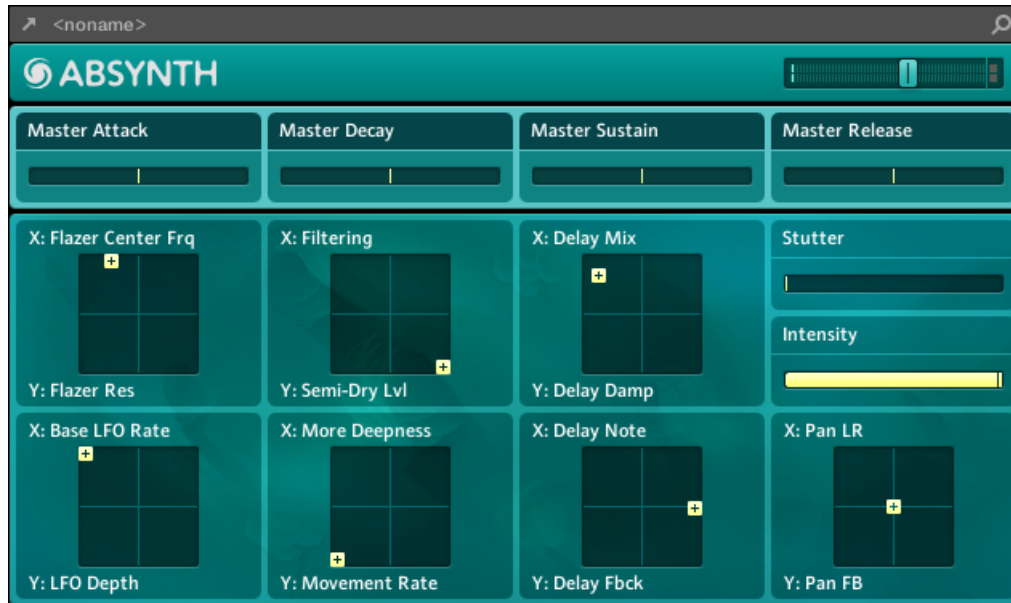 <noname>
ABSYNTH
Master Attack
Master Decay
Master Sustain
Master Release
X: Flazer Center Frq
Y: Flazer Res
X: Filtering
Y: Semi-Dry Lvl
X: Delay Mix
Y: Delay Damp
Stutter
Intensity
X: Base LFO Rate
Y: LFO Depth
X: More Deepness
Y: Movement Rate
X: Delay Note
Y: Delay Fbck
X: Pan LR
Y: Pan FB